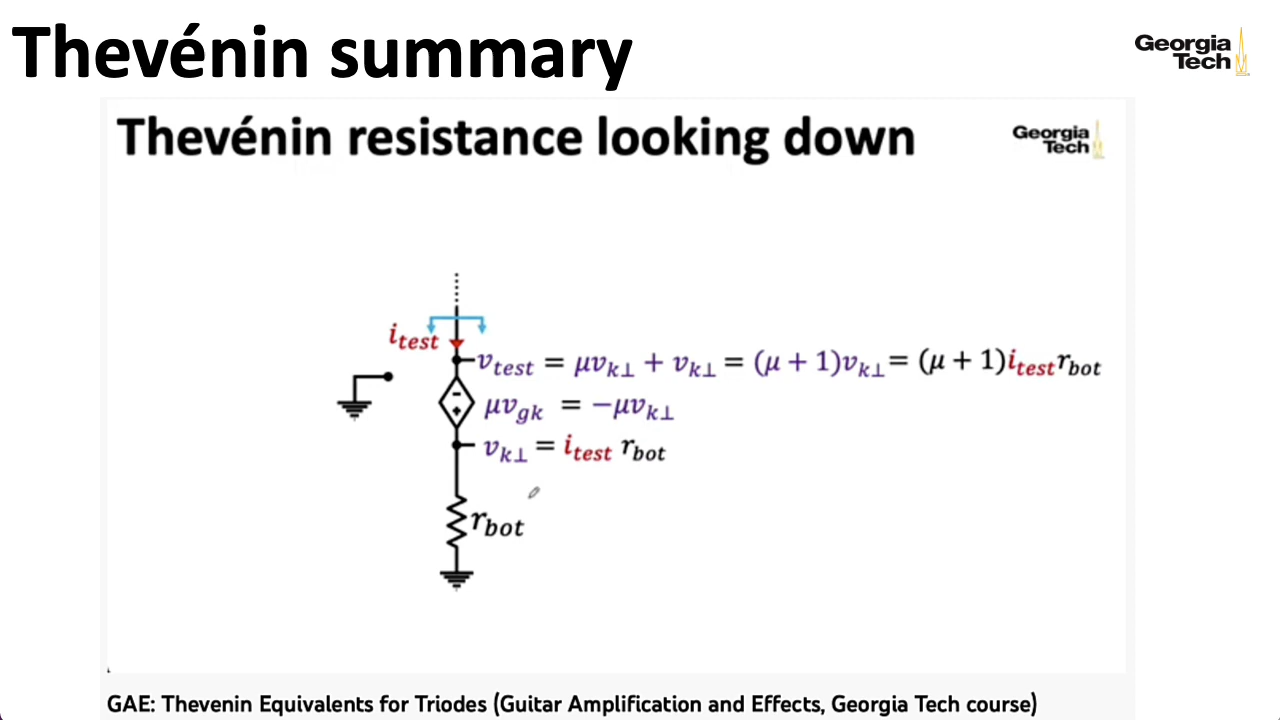 Thevénin summary
Georgia
Tech
Thevénin resistance looking down
Georgia
Tech
i_test
v_test = μv_k⊥ + v_k⊥ = (μ + 1)v_k⊥ = (μ + 1)i_test r_bot
μv_gk = −μv_k⊥
v_k⊥ = i_test r_bot
r_bot
GAE: Thevenin Equivalents for Triodes (Guitar Amplification and Effects, Georgia Tech course)